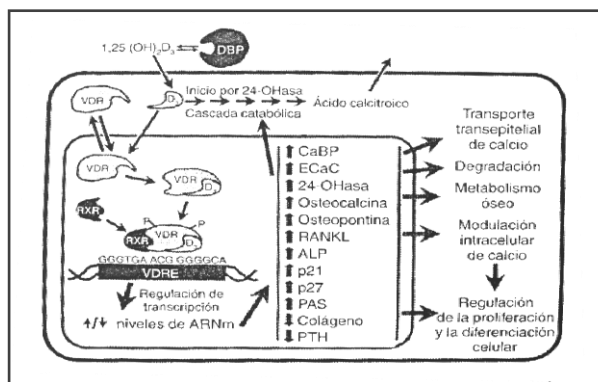 1,25 (OH)₂D₃
DBP
VDR
D₃
Inicio por 24-OHasa
Cascada catabólica
Ácido calcitroico
VDR
VDR
D
RXR
P
P
RXR
VDR
D₃
GGGTGA ACG GGGGCA
VDRE
Regulación de
transcripción
↑/↓ niveles de ARNm
↑ CaBP
↑ ECaC
↑ 24-OHasa
↑ Osteocalcina
↑ Osteopontina
↑ RANKL
↑ ALP
↑ p21
↑ p27
↑ PAS
↓ Colágeno
↓ PTH
Transporte
transepitelial
de calcio
Degradación
Metabolismo
óseo
Modulación
intracelular
de calcio
Regulación
de la proliferación
y la diferenciación
celular